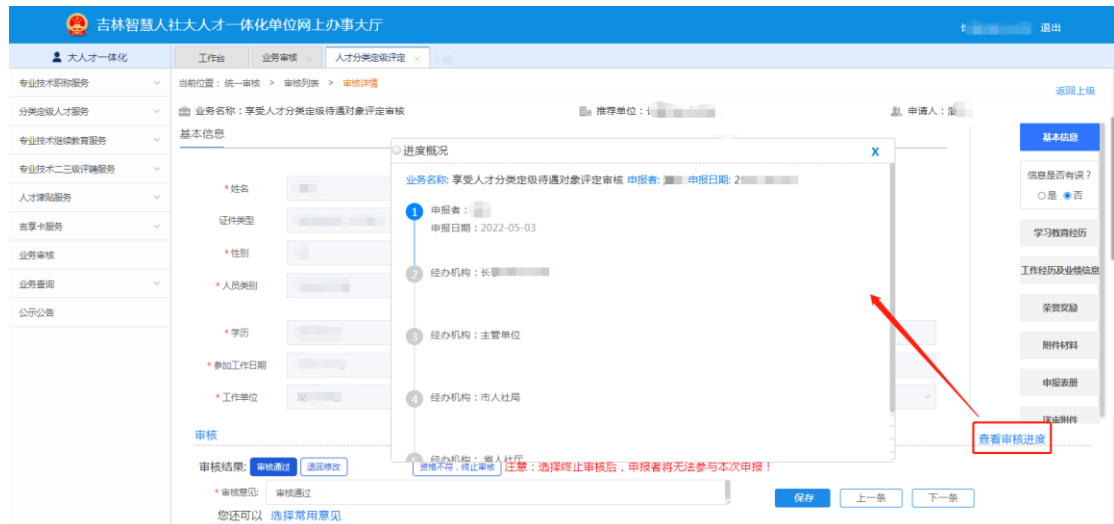 吉林智慧人社大人才一体化单位网上办事大厅
退出
大人才一体化
工作台 业务审核 × 人才分类定级评定 ×
专业技术职称服务
分类定级人才服务
专业技术继续教育服务
专业技术二三级评聘服务
人才津贴服务
吉享卡服务
业务审核
业务查询
公示公告
当前位置：统一审核 > 审核列表 > 审核详情
返回上级
业务名称：享受人才分类定级待遇对象评定审核 推荐单位： 申请人：
基本信息
*姓名
证件类型
*性别
*人员类别
*学历
*参加工作日期
*工作单位
进度概况 X
业务名称: 享受人才分类定级待遇对象评定审核 申报者: 申报日期: 2
1 申报者：
申报日期：2022-05-03
2 经办机构：长
3 经办机构：主管单位
4 经办机构：市人社局
5 经办机构：省人社厅
基本信息
信息是否有误？
是 否
学习教育经历
工作经历及业绩信息
荣誉奖励
附件材料
申报表册
送审附件
查看审核进度
审核
审核结果: 审核通过 退回修改 资格不符，终止审核 注意：选择终止审核后，申报者将无法参与本次申报！
*审核意见: 审核通过
保存 上一条 下一条
您还可以 选择常用意见